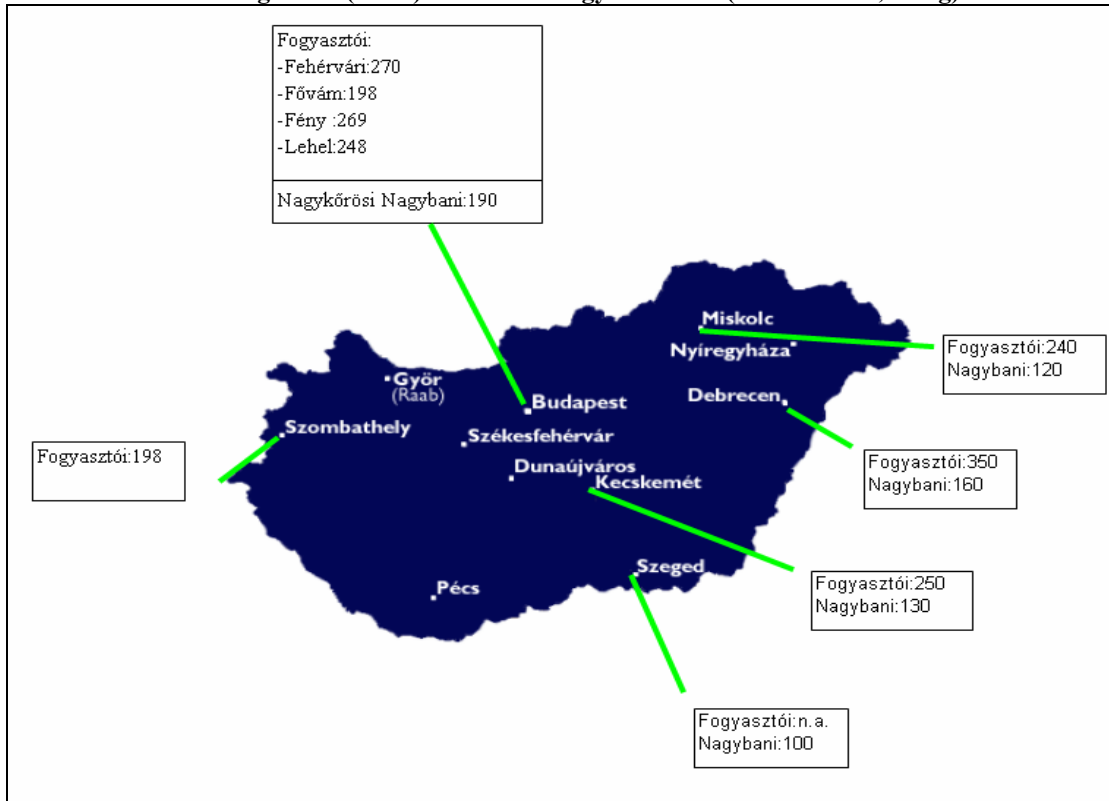 Fogyasztói:
-Fehérvári:270
-Fővám:198
-Fény :269
-Lehel:248
Nagykőrösi Nagybani:190
Miskolc
Nyíregyháza
Fogyasztói:240
Nagybani:120
Györ
(Raab)
Budapest
Debrecen
Szombathely
Székesfehérvár
Fogyasztói:198
Dunaújváros
Kecskemét
Fogyasztói:350
Nagybani:160
Szeged
Pécs
Fogyasztói:250
Nagybani:130
Fogyasztói:n.a.
Nagybani:100